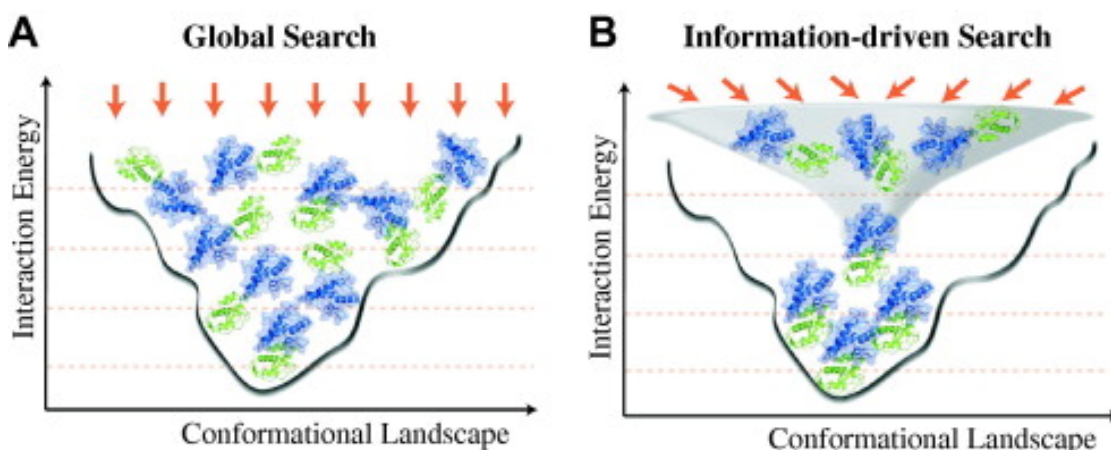 A
Global Search
Interaction Energy
Conformational Landscape
B
Information-driven Search
Interaction Energy
Conformational Landscape